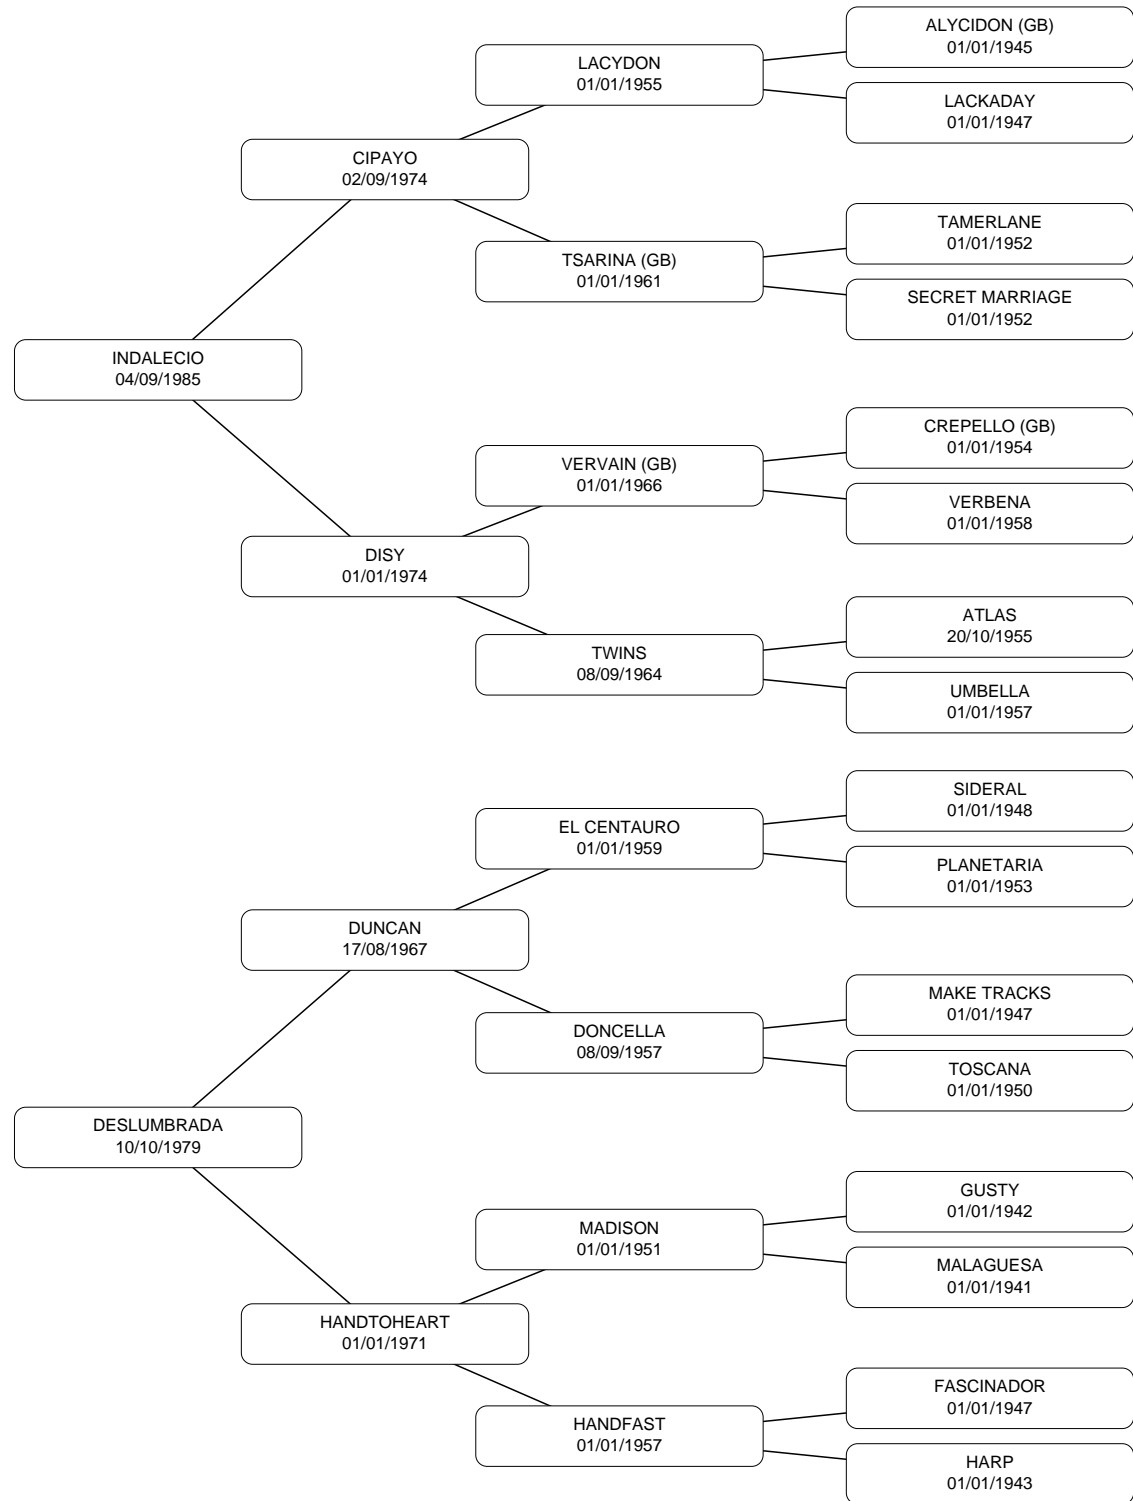 ALYCIDON (GB)
01/01/1945
LACYDON
01/01/1955
LACKADAY
01/01/1947
CIPAYO
02/09/1974
TAMERLANE
01/01/1952
TSARINA (GB)
01/01/1961
SECRET MARRIAGE
01/01/1952
INDALECIO
04/09/1985
CREPELLO (GB)
01/01/1954
VERVAIN (GB)
01/01/1966
VERBENA
01/01/1958
DISY
01/01/1974
ATLAS
20/10/1955
TWINS
08/09/1964
UMBELLA
01/01/1957
SIDERAL
01/01/1948
EL CENTAURO
01/01/1959
PLANETARIA
01/01/1953
DUNCAN
17/08/1967
MAKE TRACKS
01/01/1947
DONCELLA
08/09/1957
TOSCANA
01/01/1950
DESLUMBRADA
10/10/1979
GUSTY
01/01/1942
MADISON
01/01/1951
MALAGUESA
01/01/1941
HANDTOHEART
01/01/1971
FASCINADOR
01/01/1947
HANDFAST
01/01/1957
HARP
01/01/1943